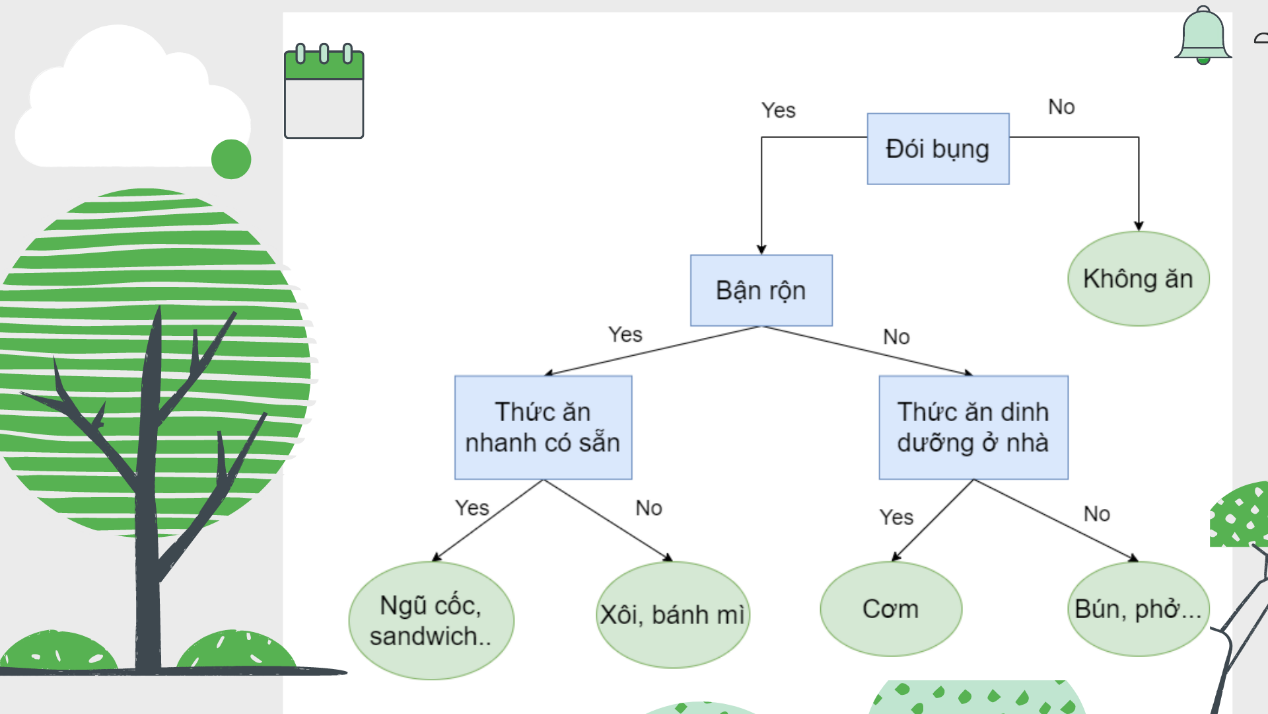 Yes
No
Đói bụng
Không ăn
Bận rộn
Yes
No
Thức ăn
nhanh có sẵn
Thức ăn dinh
dưỡng ở nhà
Yes
No
Yes
No
Ngũ cốc,
sandwich..
Xôi, bánh mì
Cơm
Bún, phở...